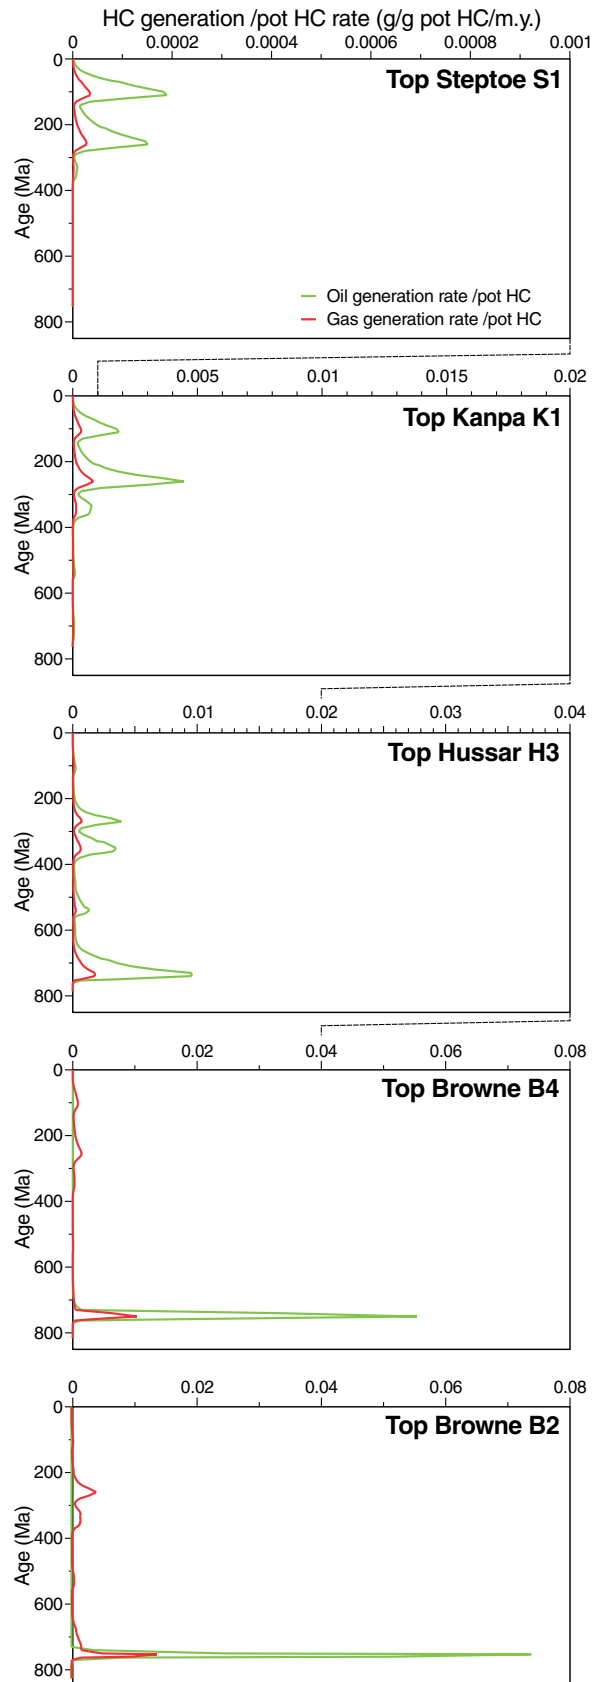 HC generation /pot HC rate (g/g pot HC/m.y.)
0 0.0002 0.0004 0.0006 0.0008 0.001
Top Steptoe S1
0
200
400
600
800
Age (Ma)
Oil generation rate /pot HC
Gas generation rate /pot HC
0 0.005 0.01 0.015 0.02
Top Kanpa K1
0
200
400
600
800
Age (Ma)
0 0.01 0.02 0.03 0.04
Top Hussar H3
0
200
400
600
800
Age (Ma)
0 0.02 0.04 0.06 0.08
Top Browne B4
0
200
400
600
800
Age (Ma)
0 0.02 0.04 0.06 0.08
Top Browne B2
0
200
400
600
800
Age (Ma)